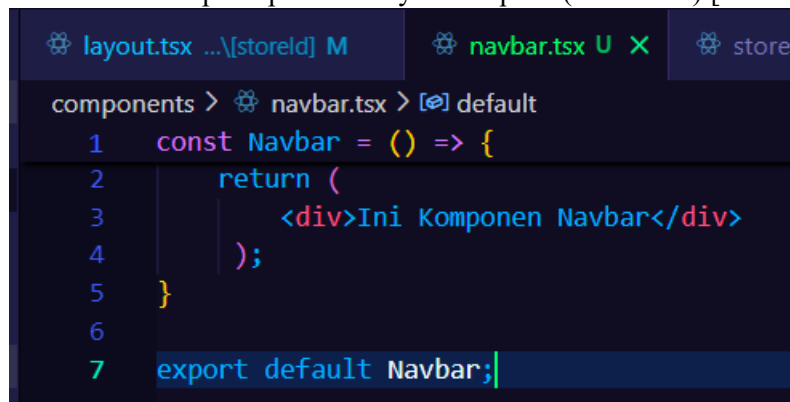 layout.tsx ...\[storeId] M navbar.tsx U × store
components > navbar.tsx > default
1 const Navbar = () => {
2 return (
3 <div>Ini Komponen Navbar</div>
4 );
5 }
6
7 export default Navbar;